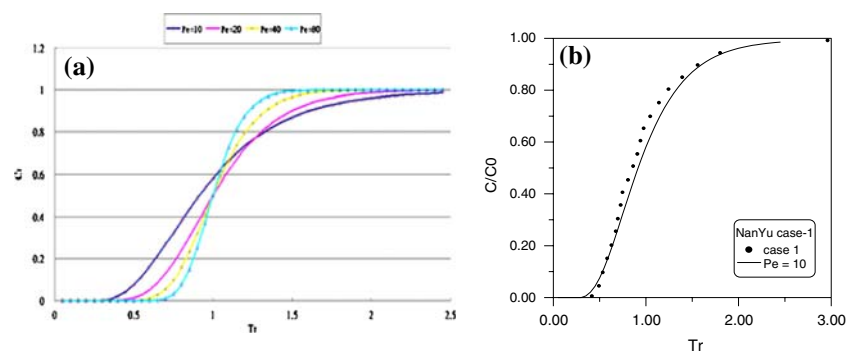 Pe=10 Pe=20 Pe=40 Pe=80
(a)
1.2
1
0.8
0.6
0.4
0.2
0
0 0.5 1 1.5 2 2.5
Tr
(b)
1.00
0.80
0.60
0.40
0.20
0.00
C/C0
NanYu case-1
case 1
Pe = 10
0.00 1.00 2.00 3.00
Tr